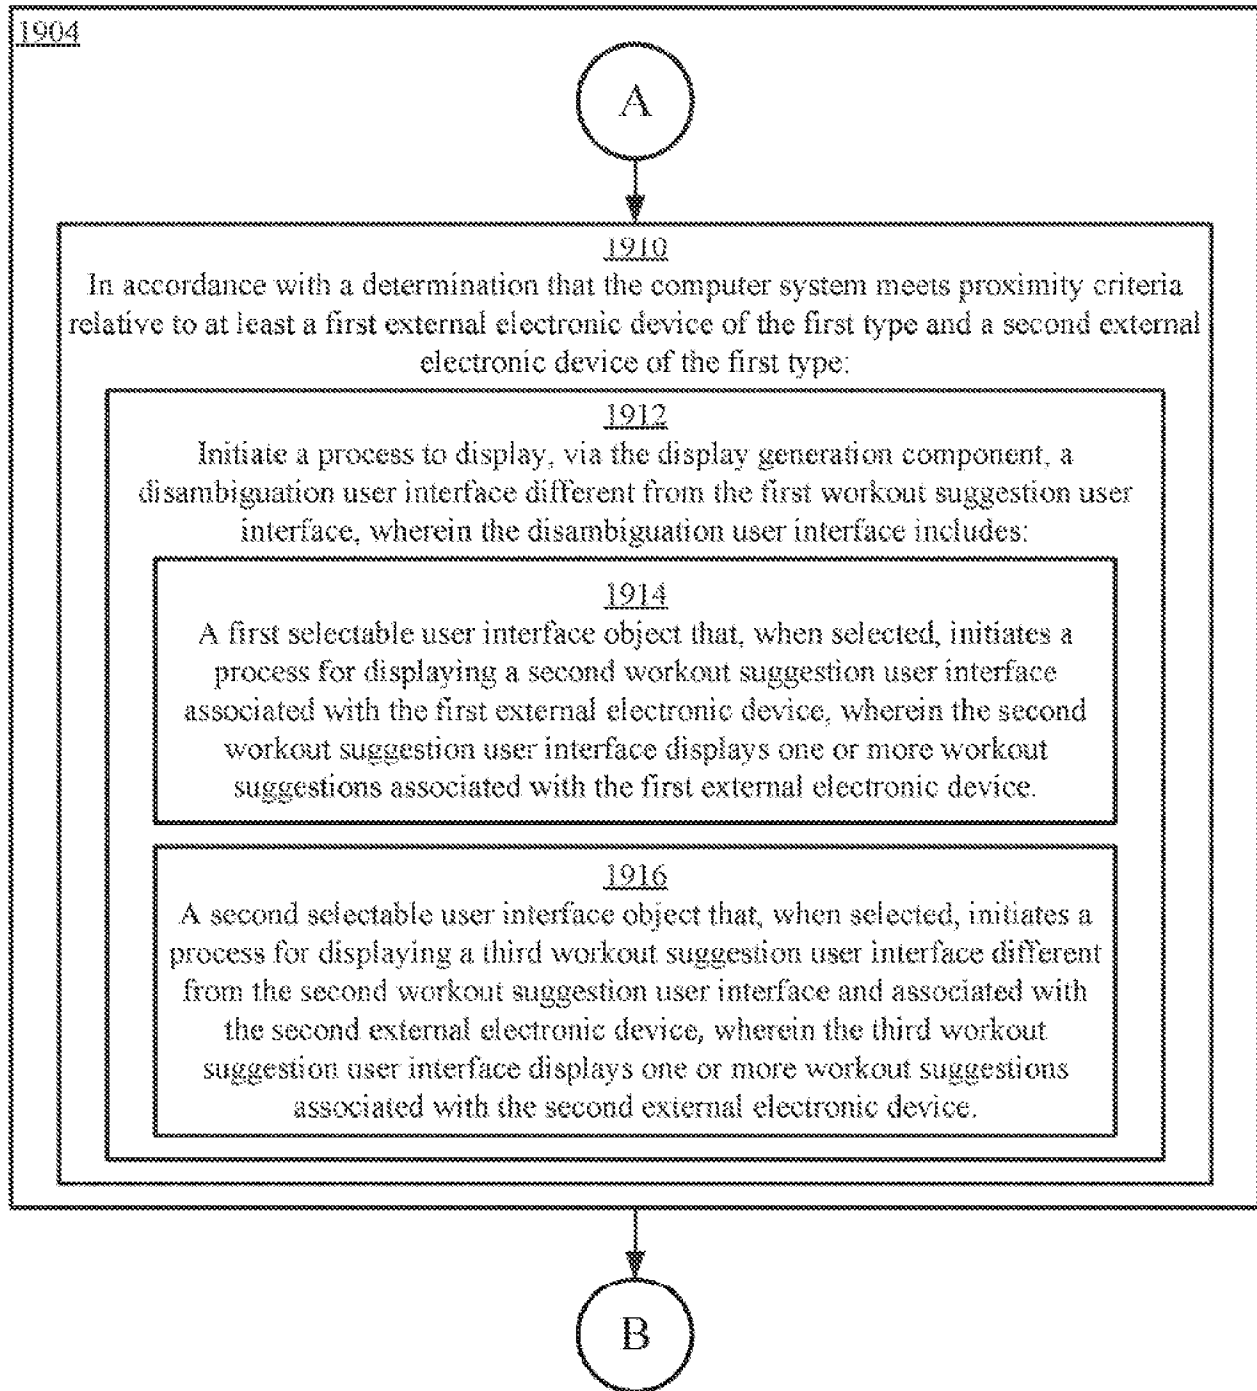 1904
A
1910
In accordance with a determination that the computer system meets proximity criteria
relative to at least a first external electronic device of the first type and a second external
electronic device of the first type:
1912
Initiate a process to display, via the display generation component, a
disambiguation user interface different from the first workout suggestion user
interface, wherein the disambiguation user interface includes:
1914
A first selectable user interface object that, when selected, initiates a
process for displaying a second workout suggestion user interface
associated with the first external electronic device, wherein the second
workout suggestion user interface displays one or more workout
suggestions associated with the first external electronic device.
1916
A second selectable user interface object that, when selected, initiates a
process for displaying a third workout suggestion user interface different
from the second workout suggestion user interface and associated with
the second external electronic device, wherein the third workout
suggestion user interface displays one or more workout suggestions
associated with the second external electronic device.
B